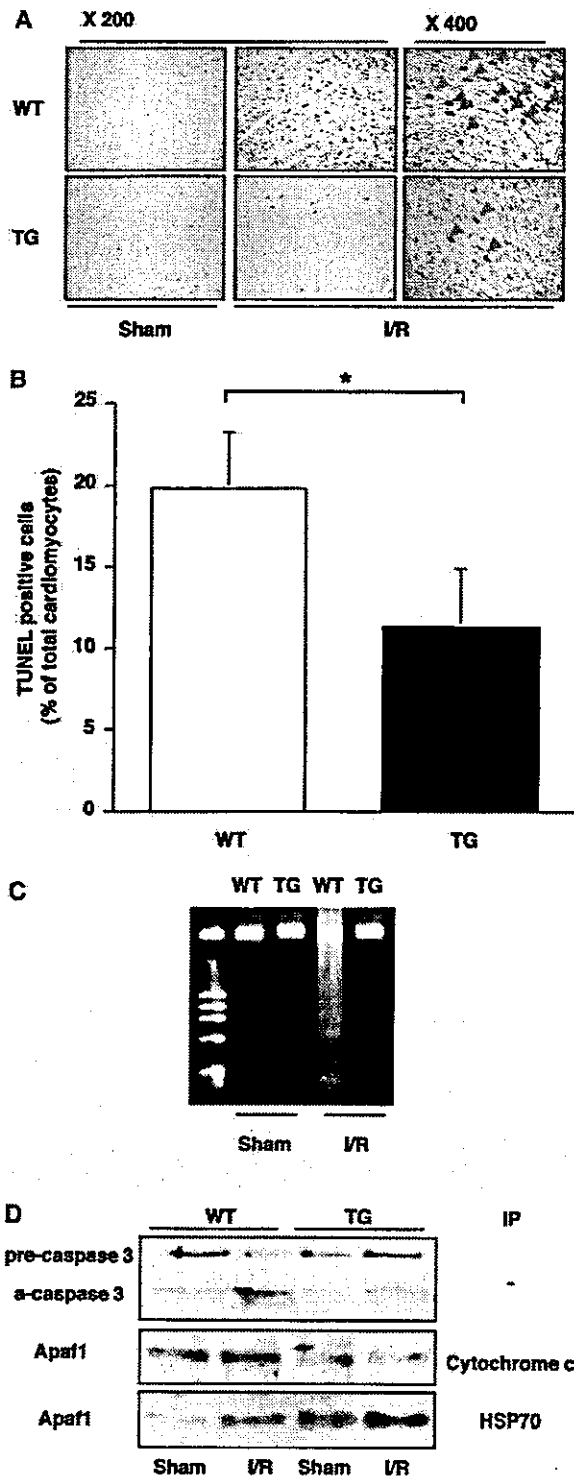 A
X 200 X 400
WT
TG
Sham I/R
B
*
25
20
15
10
5
0
TUNEL positive cells
(% of total cardiomyocytes)
WT TG
C
WT TG WT TG
Sham I/R
D
WT TG IP
pre-caspase 3
a-caspase 3 -
Apaf1 Cytochrome c
Apaf1 HSP70
Sham I/R Sham I/R